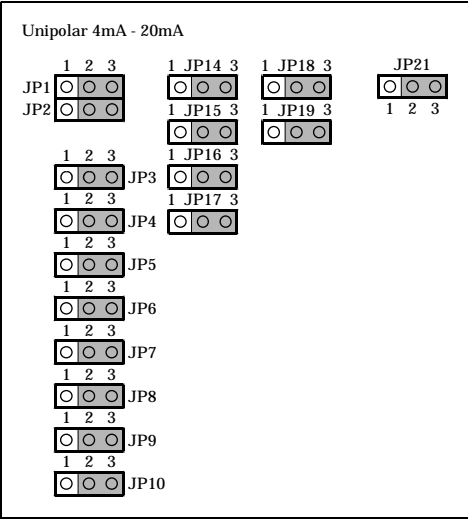 Unipolar 4mA - 20mA
1 2 3 1 JP14 3 1 JP18 3 JP21
JP1
JP2 1 JP15 3 1 JP19 3 1 2 3
1 2 3 1 JP16 3
JP3
1 2 3 1 JP17 3
JP4
1 2 3
JP5
1 2 3
JP6
1 2 3
JP7
1 2 3
JP8
1 2 3
JP9
1 2 3
JP10